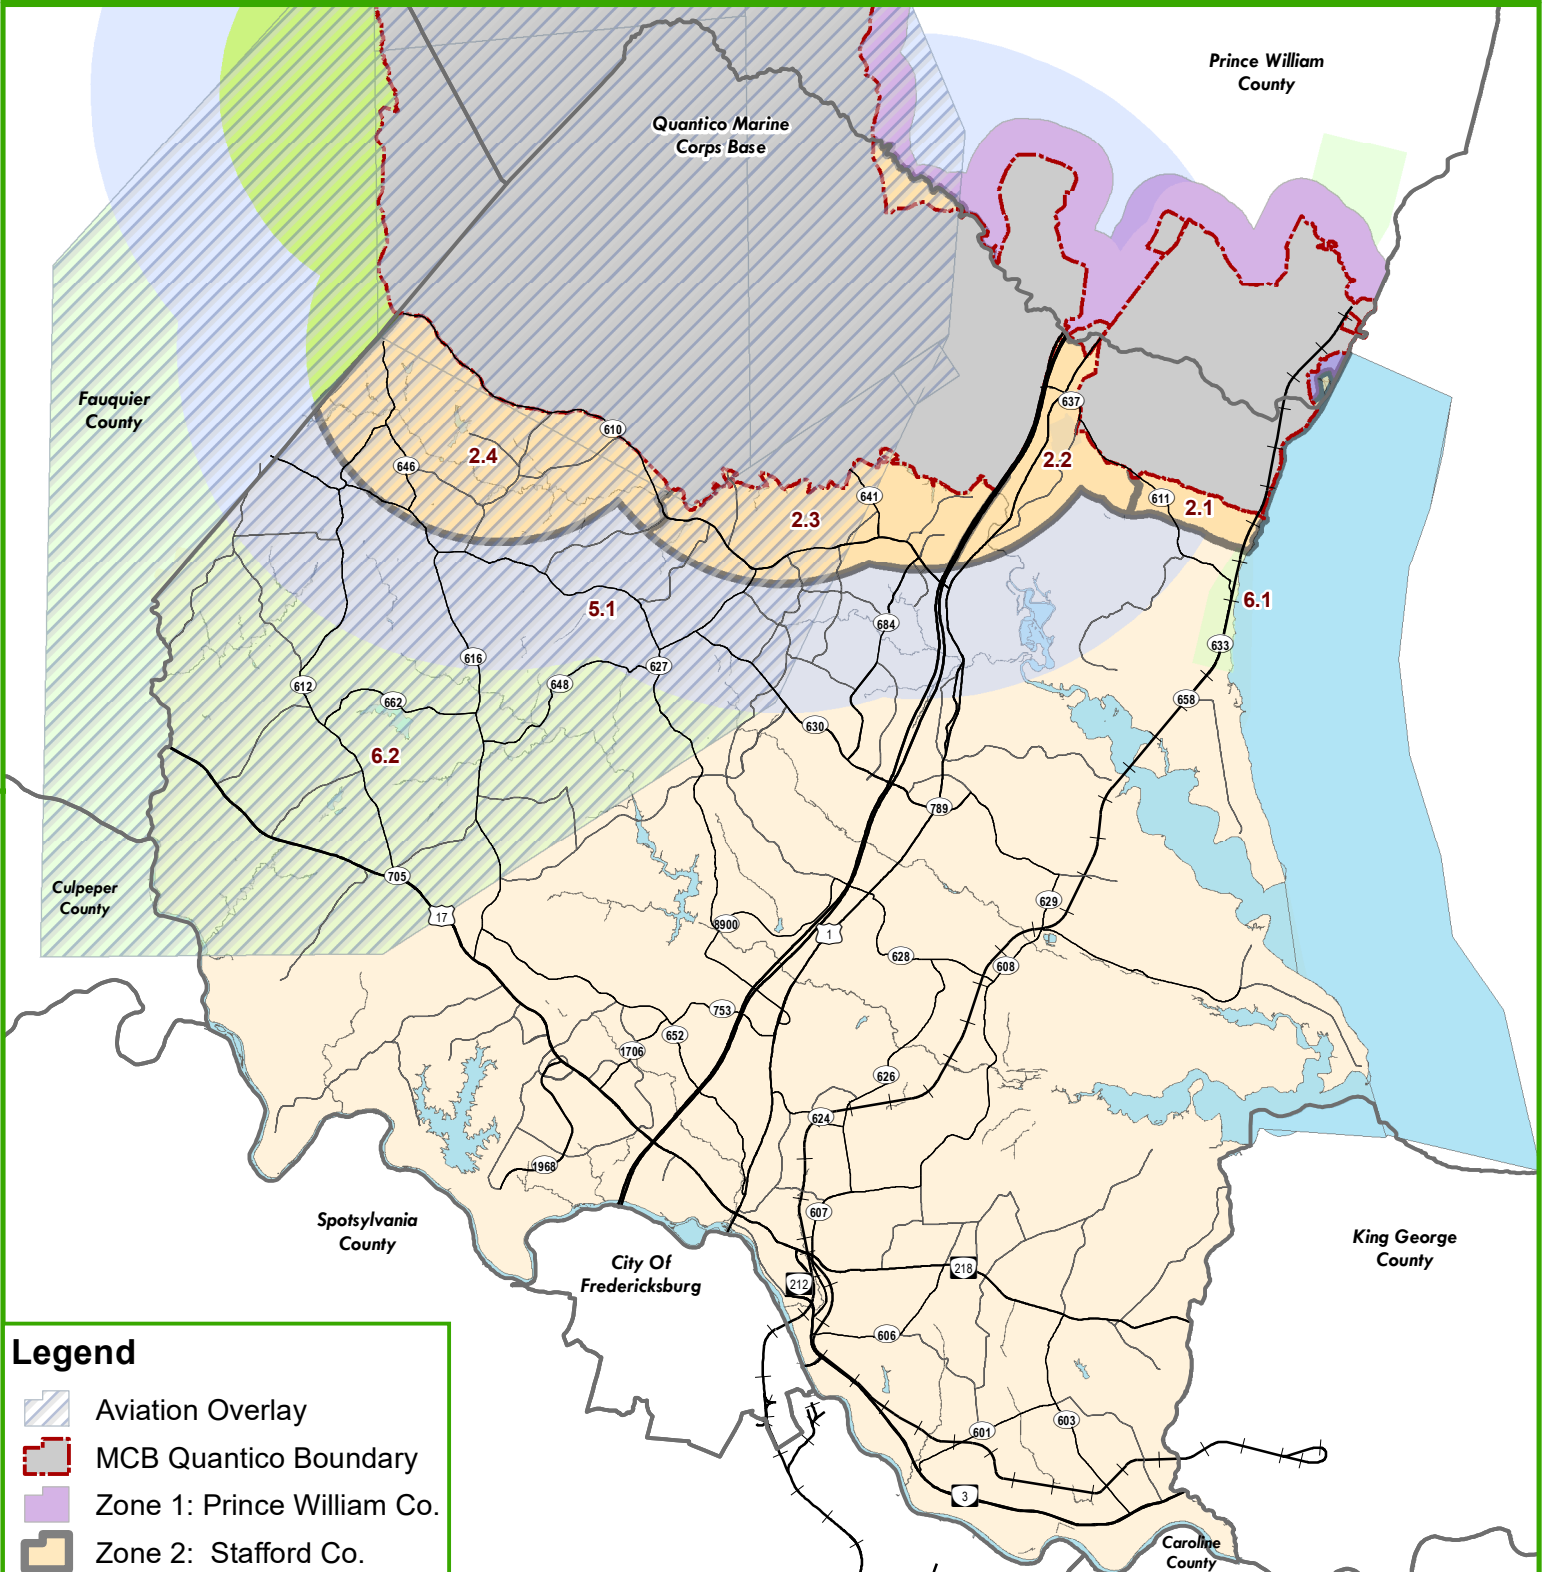 Prince William
County
Quantico Marine
Corps Base
Fauquier
County
637
610
2.4
2.2
646
641
611
2.1
2.3
5.1
6.1
684
633
616
627
612
648
658
662
630
6.2
789
705
629
17
8900
1
628
608
753
652
1706
626
624
1968
Culpeper
County
607
Spotsylvania
County
King George
County
City Of
Fredericksburg
218
212
606
603
601
3
Caroline
County
Legend
Aviation Overlay
MCB Quantico Boundary
Zone 1: Prince William Co.
Zone 2: Stafford Co.